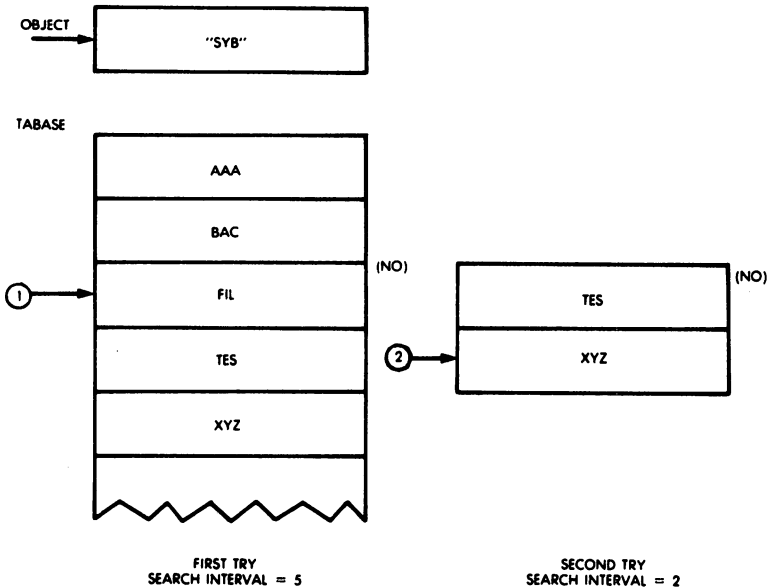 OBJECT
"SYB"
TABASE
AAA
BAC
(NO)
1
FIL
TES
XYZ
(NO)
TES
2
XYZ
FIRST TRY
SEARCH INTERVAL = 5
SECOND TRY
SEARCH INTERVAL = 2